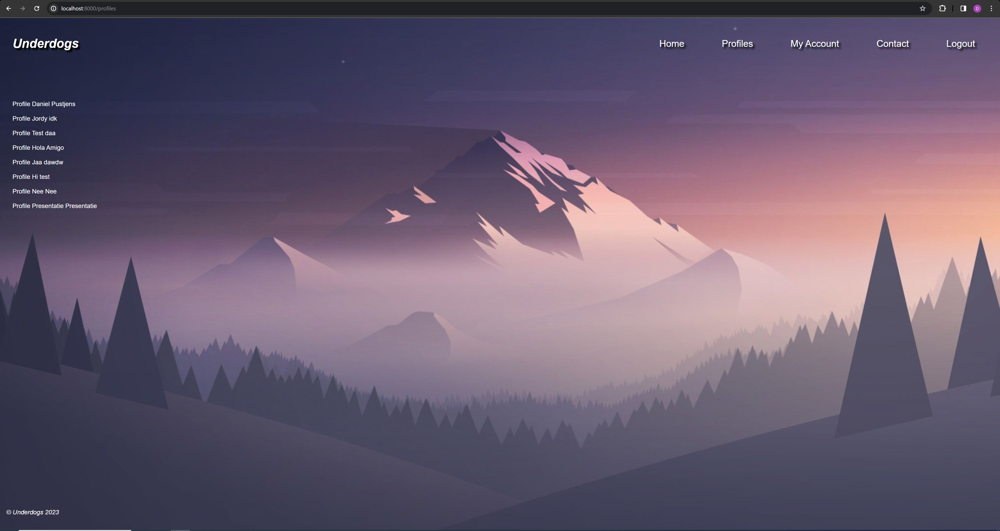 localhost:8000/profiles
D
Underdogs
Home Profiles My Account Contact Logout
Profile Daniel Pustjens
Profile Jordy idk
Profile Test daa
Profile Hola Amigo
Profile Jaa dawdw
Profile Hi test
Profile Nee Nee
Profile Presentatie Presentatie
© Underdogs 2023